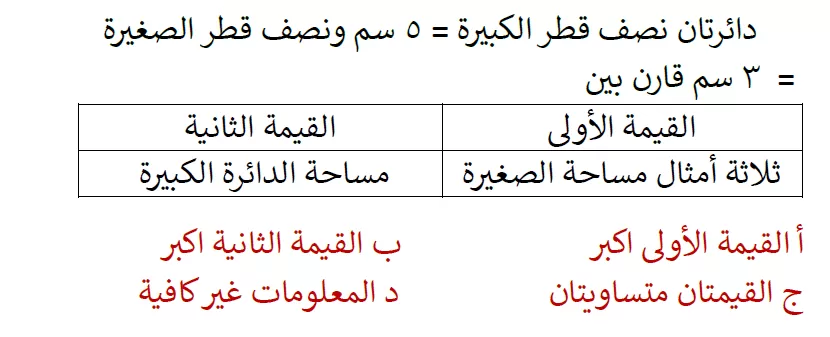 دائرتان نصف قطر الكبيرة = ٥ سم ونصف قطر الصغيرة
= ٣ سم قارن بين
القيمة الأولى القيمة الثانية
ثلاثة أمثال مساحة الصغيرة مساحة الدائرة الكبيرة
أ القيمة الأولى اكبر ب القيمة الثانية اكبر
ج القيمتان متساويتان د المعلومات غير كافية